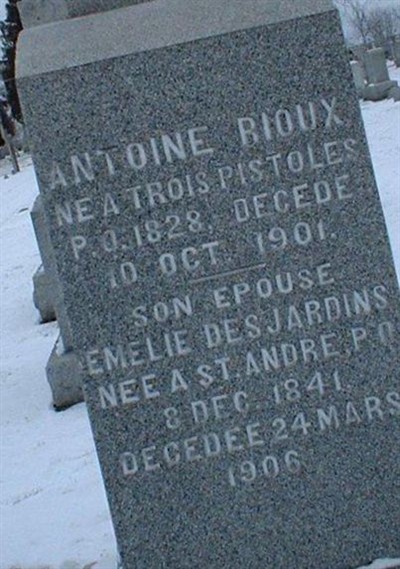 ANTOINE RIOUX
NE A TROIS PISTOLES
P.Q. 1828, DECEDE
10 OCT. 1901.
SON EPOUSE
EMELIE DESJARDINS
NEE A ST. ANDRE, P.Q
8 DEC. 1841.
DECEDEE 24 MARS
1906.